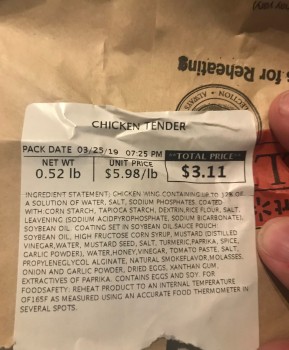 for Reheating
CHICKEN TENDER
PACK DATE 03/25/19 07:25 PM
NET WT UNIT PRICE **TOTAL PRICE**
0.52 lb $5.98/lb $3.11
INGREDIENT STATEMENT: CHICKEN WING CONTAINING UP TO
A SOLUTION OF WATER, SALT, SODIUM PHOSPHATES. COATED
WITH CORN STARCH, TAPIOCA STARCH, DEXTRIN,RICE FLOUR, SALT,
LEAVENING (SODIUM ACIDPYROPHOSPHATE, SODIUM BICARBONATE),
SOYBEAN OIL. COATING SET IN SOYBEAN OIL.SAUCE POUCH:
SOYBEAN OIL, HIGH FRUCTOSE CORN SYRUP, MUSTARD (DISTILLED
VINEGAR,WATER, MUSTARD SEED, SALT, TURMERIC,PAPRIKA, SPICE,
GARLIC POWDER), WATER,HONEY,VINEGAR, TOMATO PASTE, SALT,
PROPYLENEGLYCOL ALGINATE, NATURAL SMOKEFLAVOR,MOLASSES,
ONION AND GARLIC POWDER, DRIED EGGS, XANTHAN GUM,
EXTRACTIVES OF PAPRIKA. CONTAINS EGGS AND SOY. FOR
FOODSAFETY: REHEAT PRODUCT TO AN INTERNAL TEMPERATURE
OF165F AS MEASURED USING AN ACCURATE FOOD THERMOMETER IN
SEVERAL SPOTS.